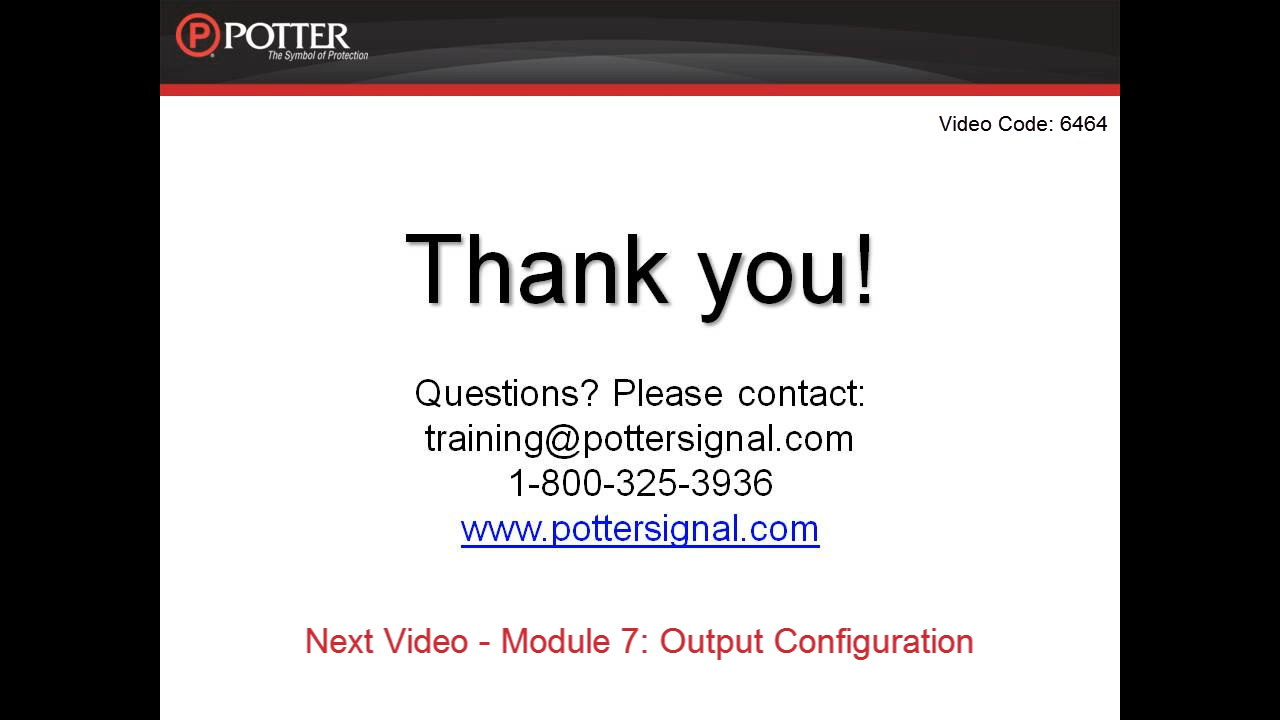 POTTER
The Symbol of Protection
Video Code: 6464
Thank you!
Questions? Please contact:
training@pottersignal.com
1-800-325-3936
www.pottersignal.com
Next Video - Module 7: Output Configuration